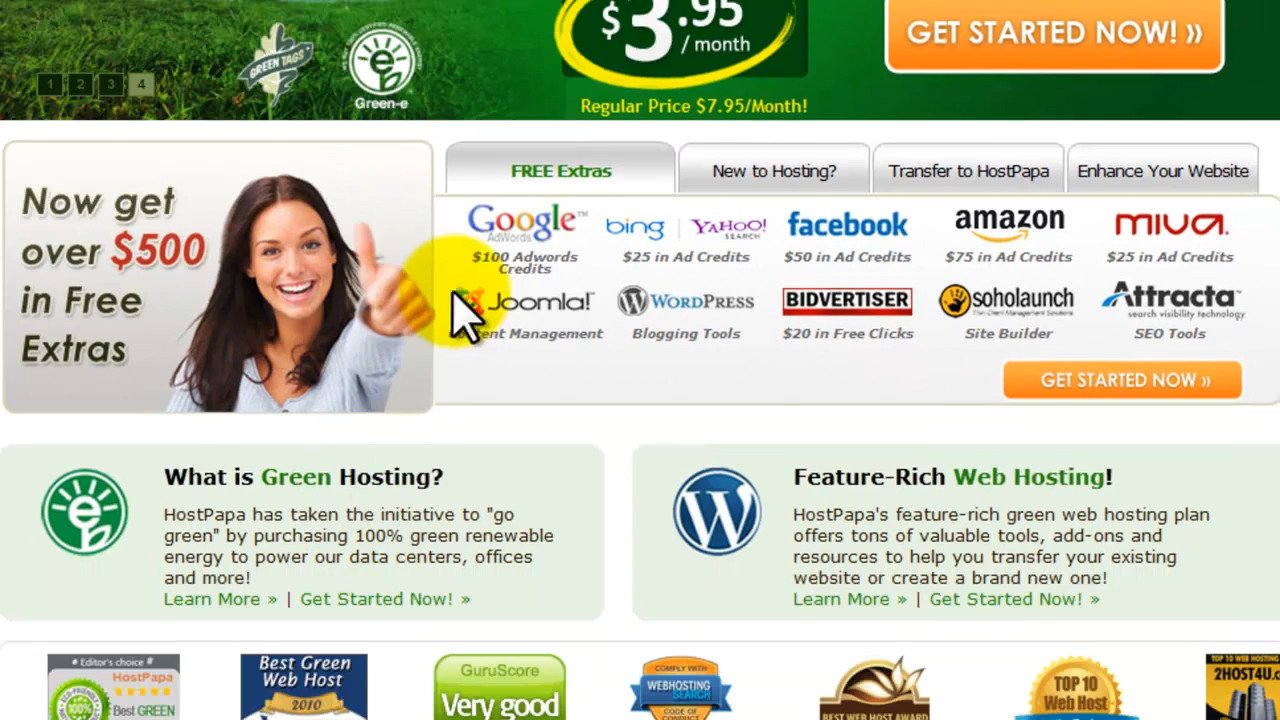 $3.95
/ month
GET STARTED NOW! »
1 2 3 4
GREEN TAGS
Green-e
Regular Price $7.95/Month!
Now get
over $500
in Free
Extras
FREE Extras
New to Hosting?
Transfer to HostPapa
Enhance Your Website
Google™
AdWords
bing | YAHOO!
SEARCH
facebook
amazon
MIVA.
$100 Adwords
Credits
$25 in Ad Credits
$50 in Ad Credits
$75 in Ad Credits
$25 in Ad Credits
Joomla!™
WORDPRESS
BIDVERTISER
soholaunch
Attracta™
search visibility technology
Management
Blogging Tools
$20 in Free Clicks
Site Builder
SEO Tools
GET STARTED NOW »
What is Green Hosting?
HostPapa has taken the initiative to "go
green" by purchasing 100% green renewable
energy to power our data centers, offices
and more!
Learn More » | Get Started Now! »
Feature-Rich Web Hosting!
HostPapa's feature-rich green web hosting plan
offers tons of valuable tools, add-ons and
resources to help you transfer your existing
website or create a brand new one!
Learn More » | Get Started Now! »
# Editor's choice #
HostPapa
100%
Best GREEN
Best Green
Web Host
2010
GuruScore
Very good
COMPLY WITH
WEBHOSTING
SEARCH
CODE OF
BEST WEB HOST AWARD
TOP 10
Web Host
TOP 10 WEB HOSTING
2HOST4U.c